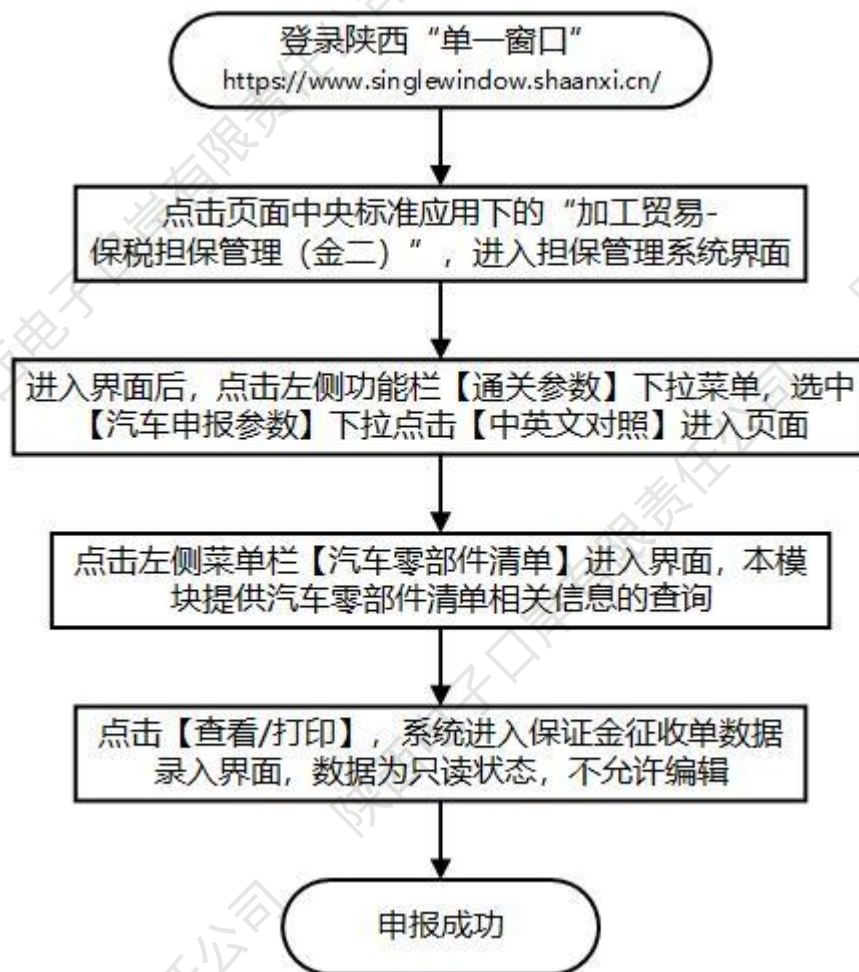 登录陕西“单一窗口”
https://www.singlewindow.shaanxi.cn/
点击页面中央标准应用下的“加工贸易-
保税担保管理（金二）”，进入担保管理系统界面
进入界面后，点击左侧功能栏【通关参数】下拉菜单，选中
【汽车申报参数】下拉点击【中英文对照】进入页面
点击左侧菜单栏【汽车零部件清单】进入界面，本模
块提供汽车零部件清单相关信息的查询
点击【查看/打印】，系统进入保证金征收单数据
录入界面，数据为只读状态，不允许编辑
申报成功